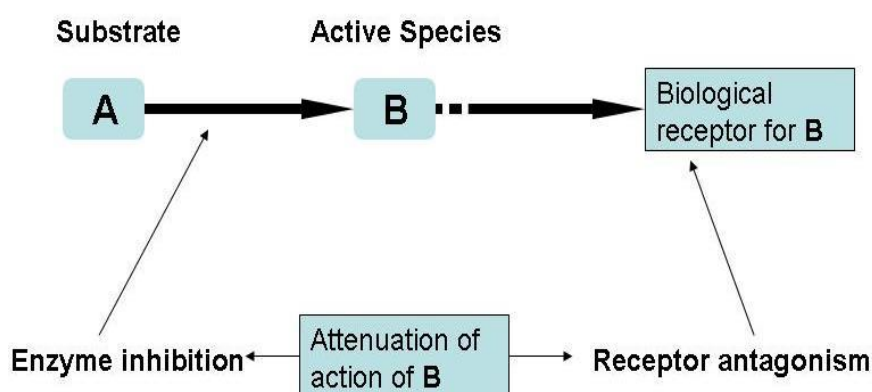 Substrate
Active Species
A
B
Biological
receptor for B
Enzyme inhibition
Attenuation of
action of B
Receptor antagonism